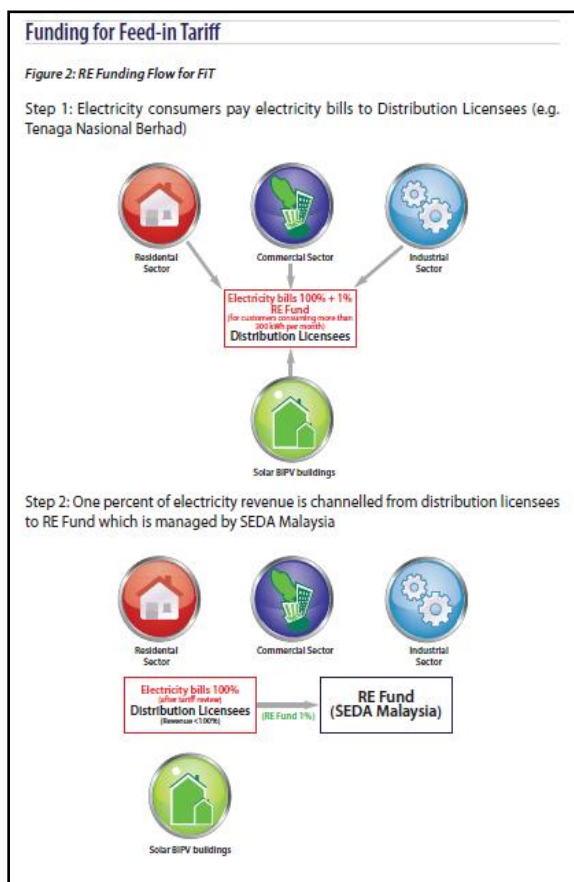 Funding for Feed-in Tariff
Figure 2: RE Funding Flow for FiT
Step 1: Electricity consumers pay electricity bills to Distribution Licensees (e.g.
Tenaga Nasional Berhad)
Residental
Sector
Commercial Sector
Industrial
Sector
Electricity bills 100% + 1%
RE Fund
(for customers consuming more than
300 kWh per month)
Distribution Licensees
Solar BIPV buildings
Step 2: One percent of electricity revenue is channelled from distribution licensees
to RE Fund which is managed by SEDA Malaysia
Residental
Sector
Commercial Sector
Industrial
Sector
Electricity bills 100%
(after tariff review)
Distribution Licensees
(Revenue <100%)
(RE Fund 1%)
RE Fund
(SEDA Malaysia)
Solar BIPV buildings